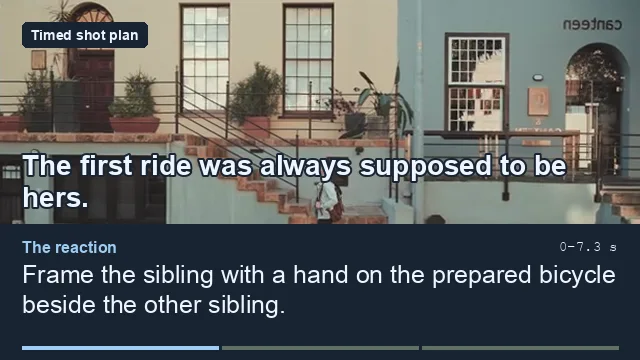 canteen
Timed shot plan
The first ride was always supposed to be
hers.
The reaction
0–7.3 s
Frame the sibling with a hand on the prepared bicycle
beside the other sibling.